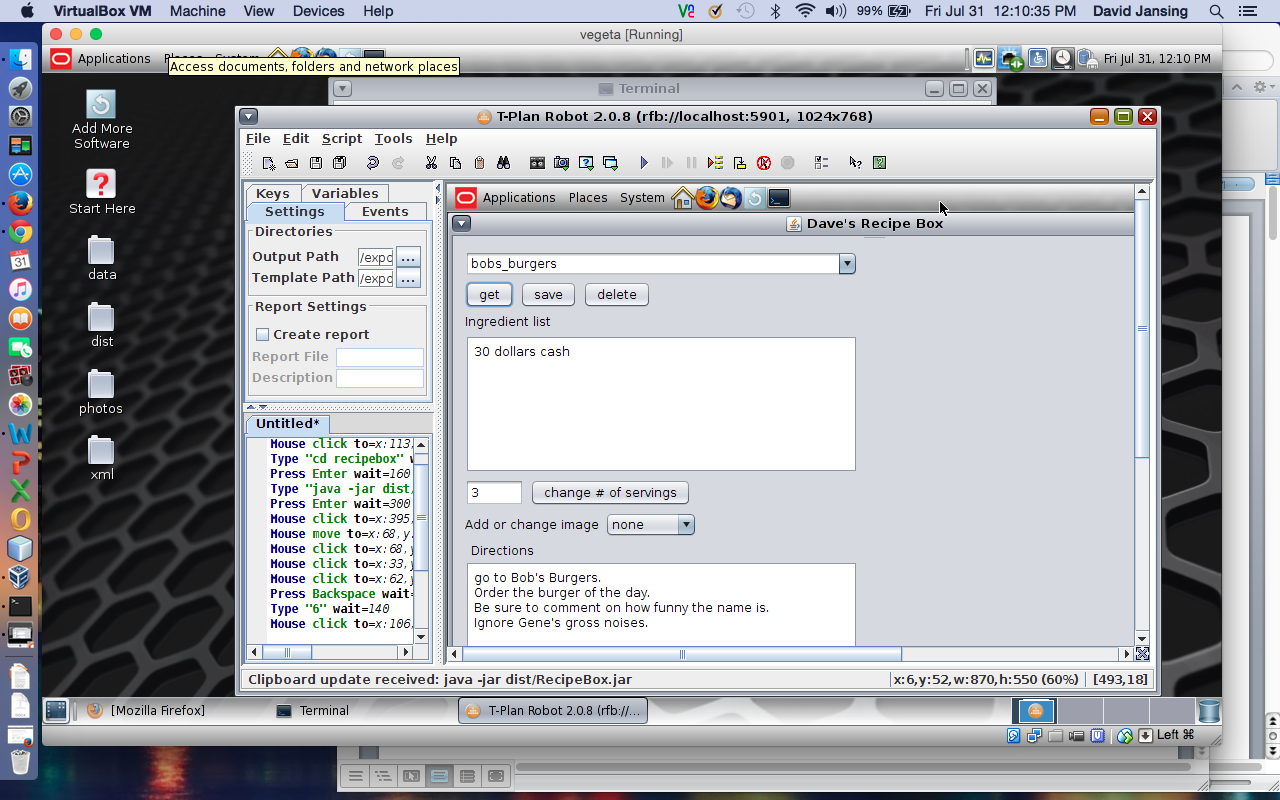 VirtualBox VM Machine View Devices Help
99% Fri Jul 31 12:10:35 PM David Jansing
vegeta [Running]
Applications System Fri Jul 31, 12:10 PM
Access documents, folders and network places
Terminal
Add More
Software
Start Here
data
dist
photos
xml
T-Plan Robot 2.0.8 (rfb://localhost:5901, 1024x768)
File Edit Script Tools Help
Keys Variables
Settings Events
Directories
Output Path /expo ...
Template Path /expo ...
Report Settings
Create report
Report File
Description
Untitled*
Mouse click to=x:113,
Type "cd recipebox" w
Press Enter wait=160
Type "java -jar dist/
Press Enter wait=300
Mouse click to=x:395,
Mouse move to=x:68,y:
Mouse click to=x:68,y
Mouse click to=x:33,y
Mouse click to=x:62,y
Press Backspace wait=
Type "6" wait=140
Mouse click to=x:106,
Applications Places System
Dave's Recipe Box
bobs_burgers
get save delete
Ingredient list
30 dollars cash
3 change # of servings
Add or change image none
Directions
go to Bob's Burgers.
Order the burger of the day.
Be sure to comment on how funny the name is.
Ignore Gene's gross noises.
Clipboard update received: java -jar dist/RecipeBox.jar x:6,y:52,w:870,h:550 (60%) [493,18]
[Mozilla Firefox] Terminal T-Plan Robot 2.0.8 (rfb://...
Left ⌘